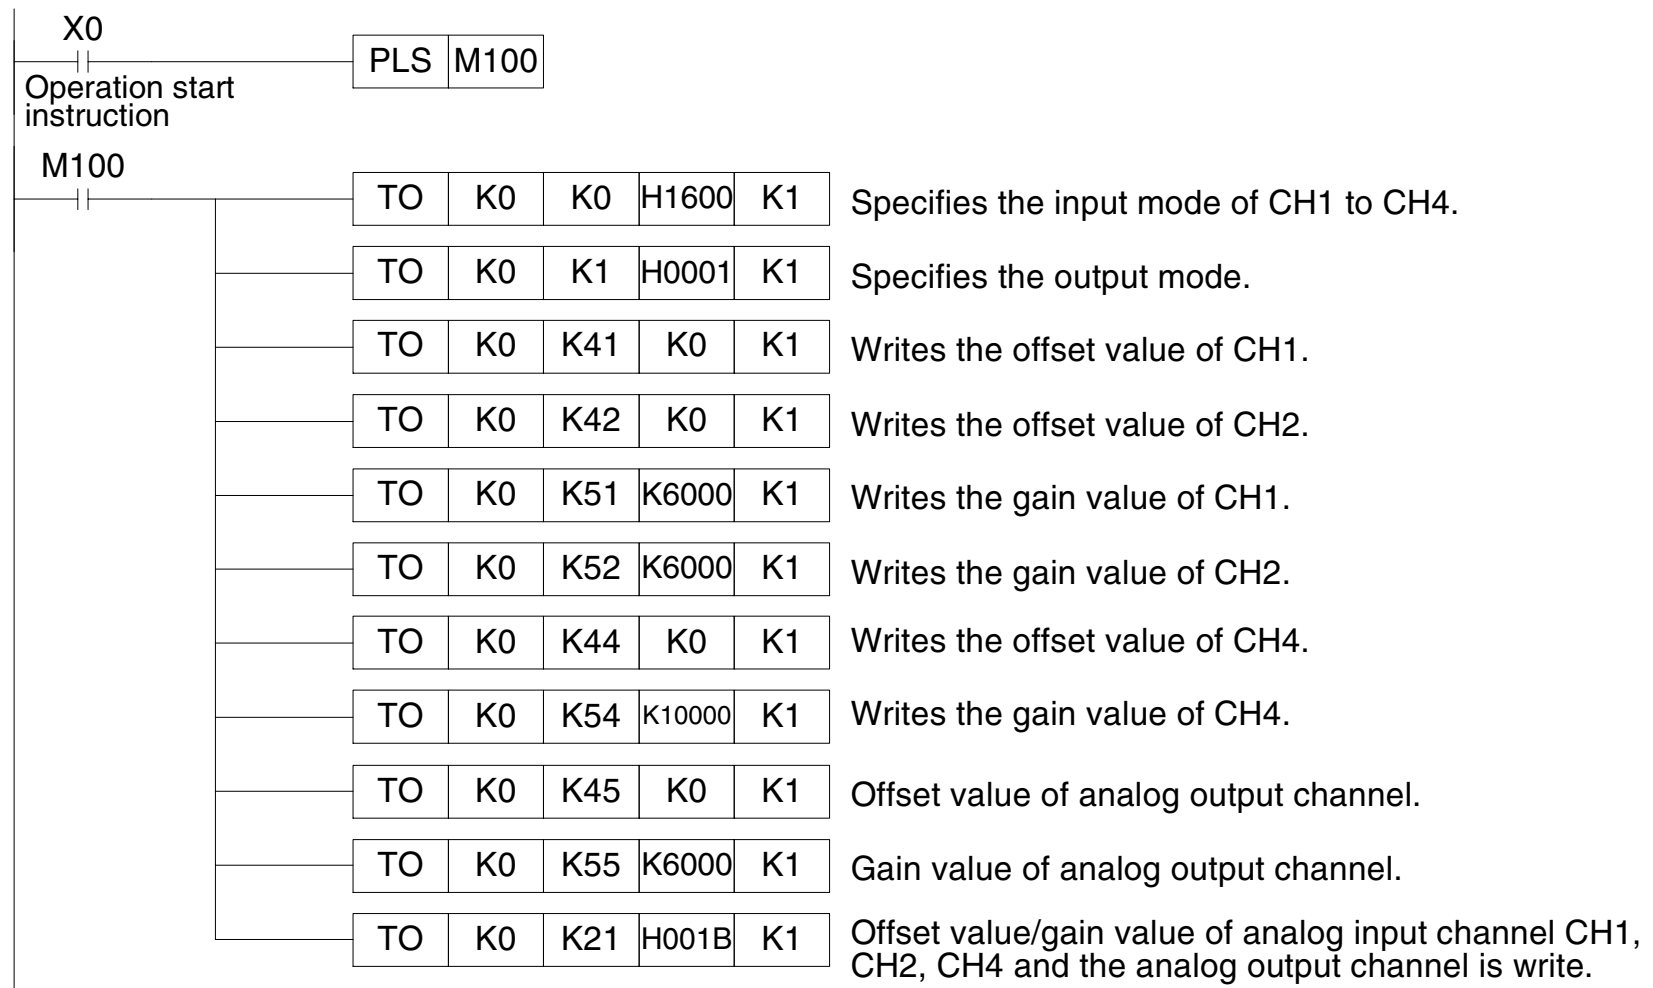 X0
PLS M100
Operation start
instruction
M100
TO K0 K0 H1600 K1 Specifies the input mode of CH1 to CH4.
TO K0 K1 H0001 K1 Specifies the output mode.
TO K0 K41 K0 K1 Writes the offset value of CH1.
TO K0 K42 K0 K1 Writes the offset value of CH2.
TO K0 K51 K6000 K1 Writes the gain value of CH1.
TO K0 K52 K6000 K1 Writes the gain value of CH2.
TO K0 K44 K0 K1 Writes the offset value of CH4.
TO K0 K54 K10000 K1 Writes the gain value of CH4.
TO K0 K45 K0 K1 Offset value of analog output channel.
TO K0 K55 K6000 K1 Gain value of analog output channel.
TO K0 K21 H001B K1 Offset value/gain value of analog input channel CH1,
CH2, CH4 and the analog output channel is write.